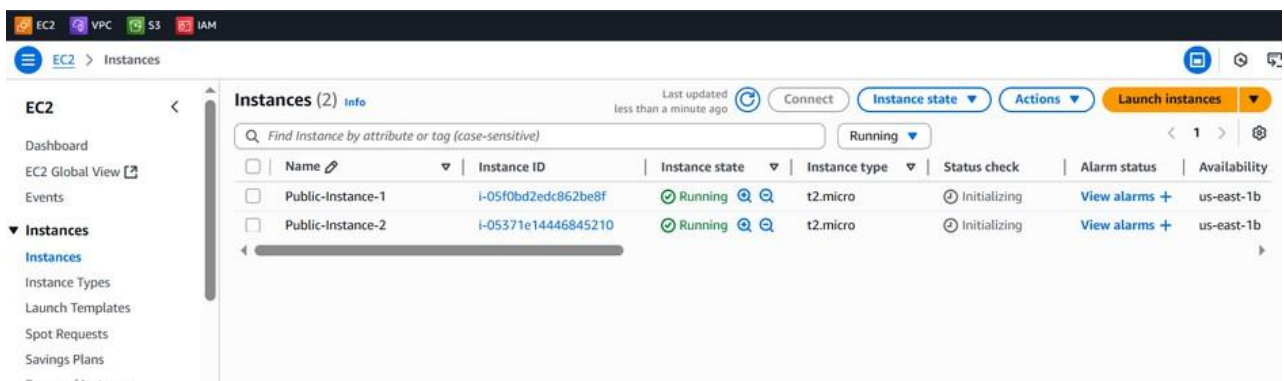 EC2 VPC S3 IAM
EC2 > Instances
EC2
Dashboard
EC2 Global View
Events
Instances
Instances
Instance Types
Launch Templates
Spot Requests
Savings Plans
Instances (2) Info
Last updated
less than a minute ago
Connect
Instance state
Actions
Launch instances
Find Instance by attribute or tag (case-sensitive)
Running
1
Name Instance ID Instance state Instance type Status check Alarm status Availability
Public-Instance-1 i-05f0bd2edc862be8f Running t2.micro Initializing View alarms + us-east-1b
Public-Instance-2 i-05371e14446845210 Running t2.micro Initializing View alarms + us-east-1b